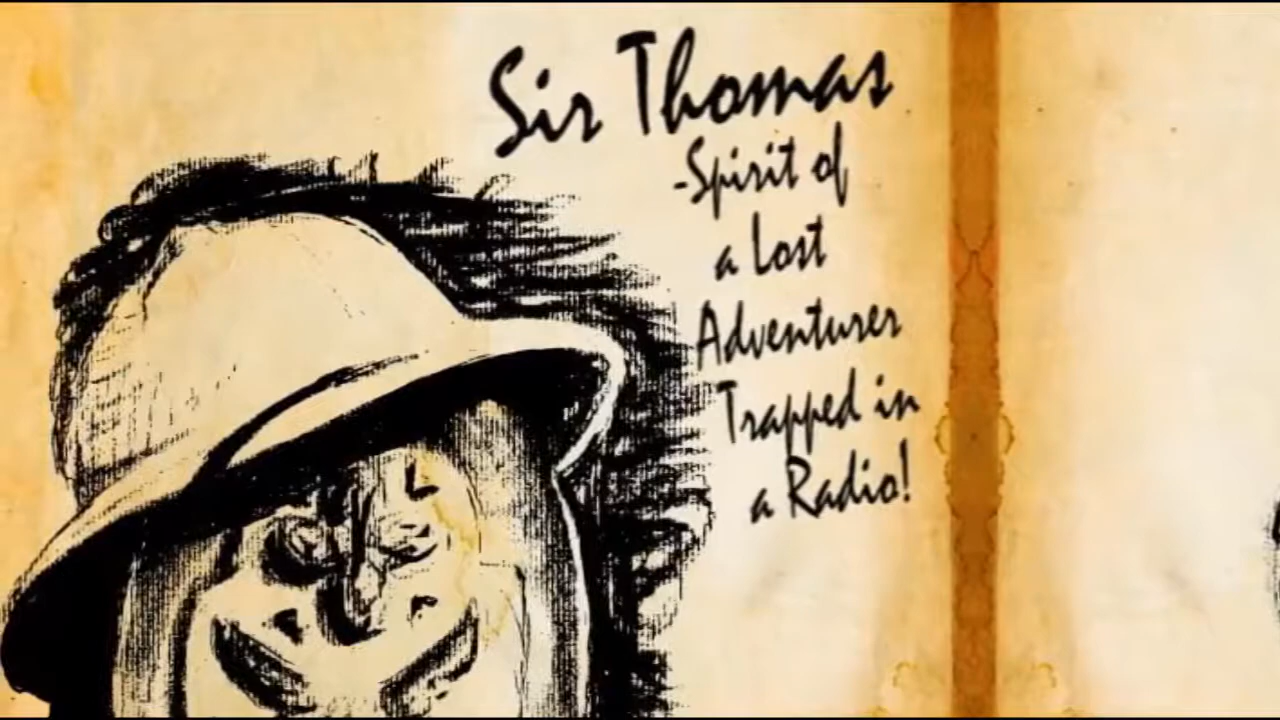 Sir Thomas
-Spirit of
a Lost
Adventurer
Trapped in
a Radio!